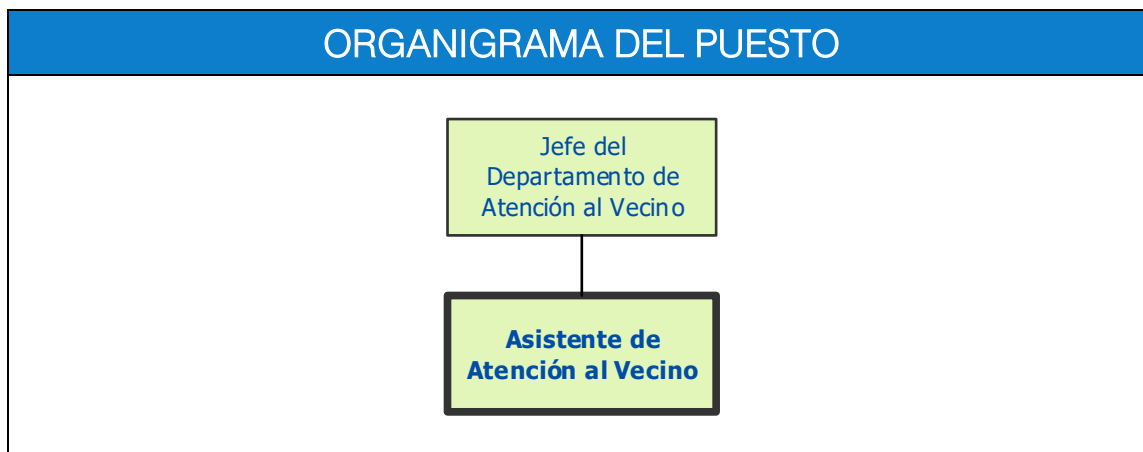 ORGANIGRAMA DEL PUESTO
Jefe del
Departamento de
Atención al Vecino
Asistente de
Atención al Vecino